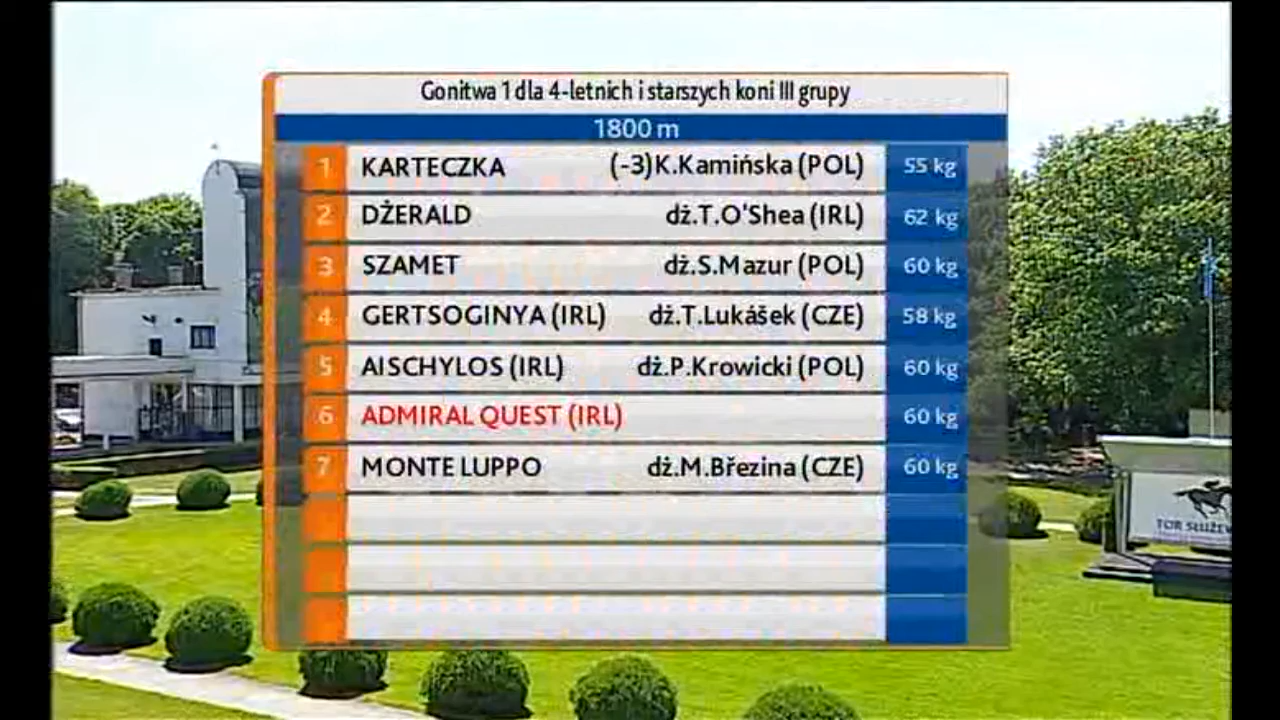 Gonitwa 1 dla 4-letnich i starszych koni III grupy
1800 m
1 KARTECZKA (-3)K.Kamińska (POL) 55 kg
2 DŻERALD dż.T.O'Shea (IRL) 62 kg
3 SZAMET dż.S.Mazur (POL) 60 kg
4 GERTSOGINYA (IRL) dż.T.Lukášek (CZE) 58 kg
5 AISCHYLOS (IRL) dż.P.Krowicki (POL) 60 kg
6 ADMIRAL QUEST (IRL) 60 kg
7 MONTE LUPPO dż.M.Březina (CZE) 60 kg
TOR SŁUŻEW